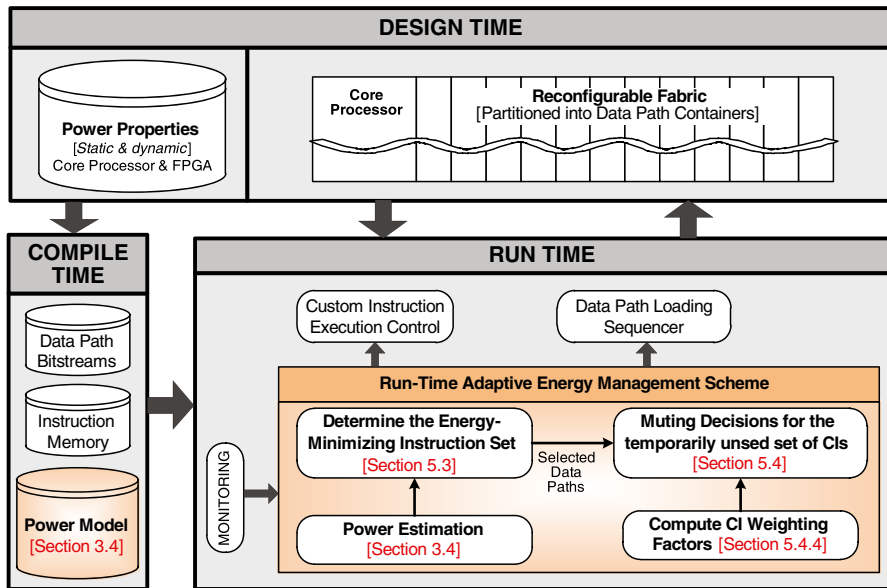 DESIGN TIME
Power Properties
[Static & dynamic]
Core Processor & FPGA
Core
Processor
Reconfigurable Fabric
[Partitioned into Data Path Containers]
COMPILE
TIME
Data Path
Bitstreams
Instruction
Memory
Power Model
[Section 3.4]
RUN TIME
Custom Instruction
Execution Control
Data Path Loading
Sequencer
MONITORING
Run-Time Adaptive Energy Management Scheme
Determine the Energy-
Minimizing Instruction Set
[Section 5.3]
Selected
Data
Paths
Muting Decisions for the
temporarily unsed set of CIs
[Section 5.4]
Power Estimation
[Section 3.4]
Compute CI Weighting
Factors [Section 5.4.4]